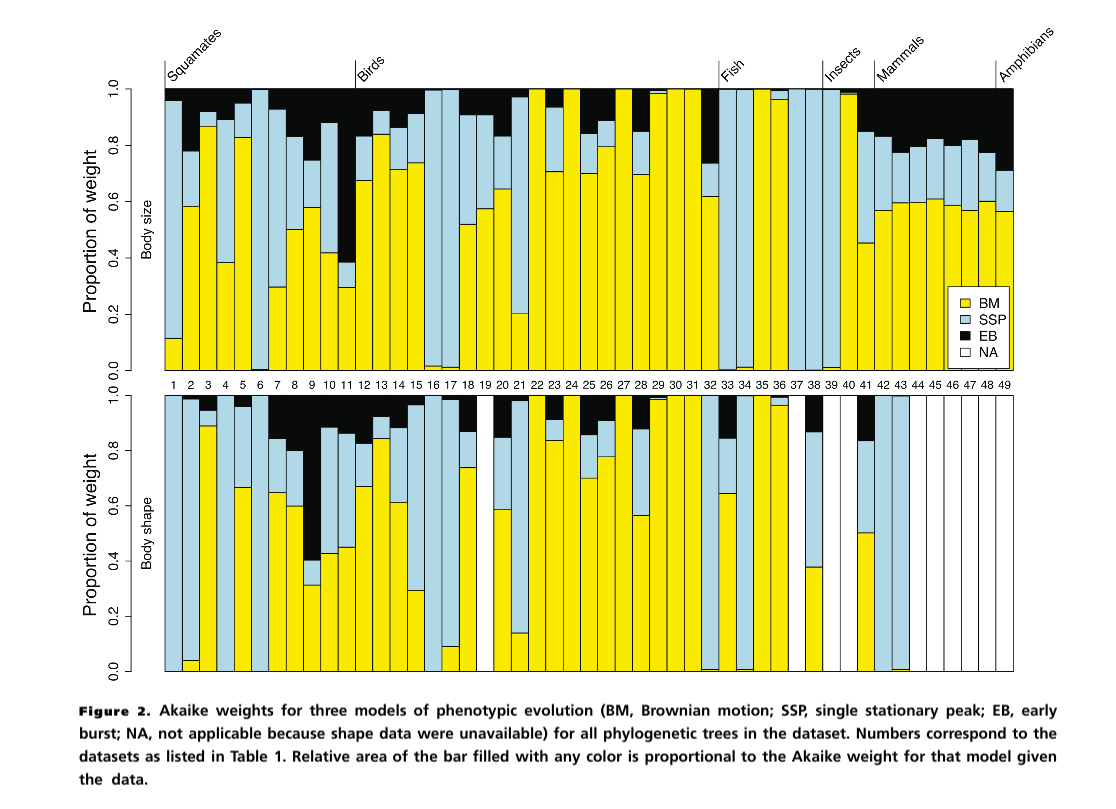 Squamates
Birds
Fish
Insects
Mammals
Amphibians
Proportion of weight
Body size
1.0
0.8
0.6
0.4
0.2
0.0
BM
SSP
EB
NA
1 2 3 4 5 6 7 8 9 10 11 12 13 14 15 16 17 18 19 20 21 22 23 24 25 26 27 28 29 30 31 32 33 34 35 36 37 38 39 40 41 42 43 44 45 46 47 48 49
Proportion of weight
Body shape
1.0
0.8
0.6
0.4
0.2
0.0
Figure 2. Akaike weights for three models of phenotypic evolution (BM, Brownian motion; SSP, single stationary peak; EB, early
burst; NA, not applicable because shape data were unavailable) for all phylogenetic trees in the dataset. Numbers correspond to the
datasets as listed in Table 1. Relative area of the bar filled with any color is proportional to the Akaike weight for that model given
the data.